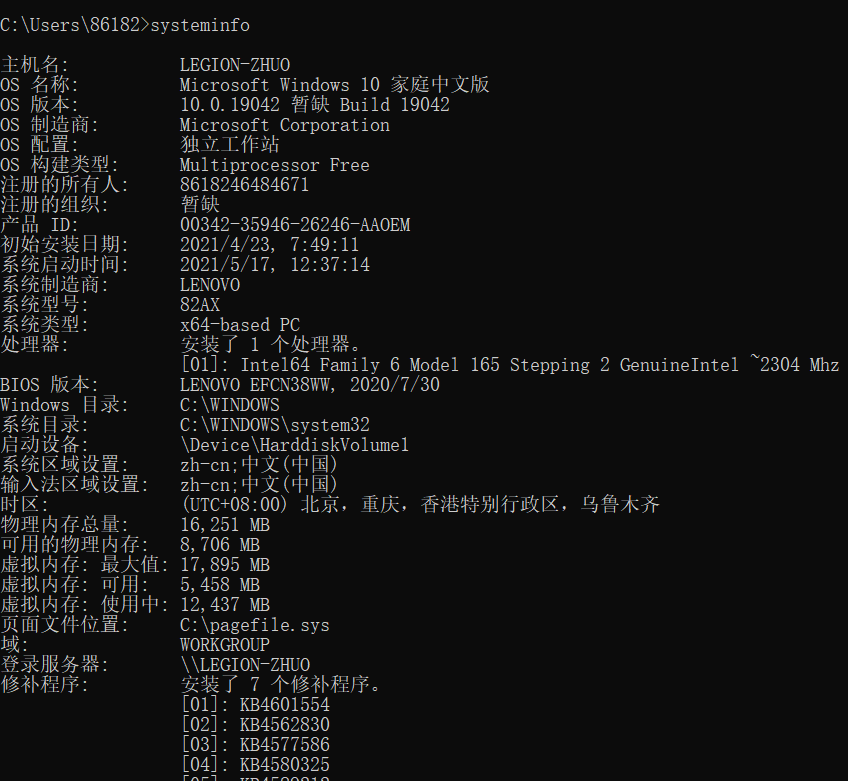 C:\Users\86182>systeminfo
主机名: LEGION-ZHUO
OS 名称: Microsoft Windows 10 家庭中文版
OS 版本: 10.0.19042 暂缺 Build 19042
OS 制造商: Microsoft Corporation
OS 配置: 独立工作站
OS 构建类型: Multiprocessor Free
注册的所有人: 8618246484671
注册的组织: 暂缺
产品 ID: 00342-35946-26246-AAOEM
初始安装日期: 2021/4/23, 7:49:11
系统启动时间: 2021/5/17, 12:37:14
系统制造商: LENOVO
系统型号: 82AX
系统类型: x64-based PC
处理器: 安装了 1 个处理器。
[01]: Intel64 Family 6 Model 165 Stepping 2 GenuineIntel ~2304 Mhz
BIOS 版本: LENOVO EFCN38WW, 2020/7/30
Windows 目录: C:\WINDOWS
系统目录: C:\WINDOWS\system32
启动设备: \Device\HarddiskVolume1
系统区域设置: zh-cn;中文(中国)
输入法区域设置: zh-cn;中文(中国)
时区: (UTC+08:00) 北京，重庆，香港特别行政区，乌鲁木齐
物理内存总量: 16,251 MB
可用的物理内存: 8,706 MB
虚拟内存: 最大值: 17,895 MB
虚拟内存: 可用: 5,458 MB
虚拟内存: 使用中: 12,437 MB
页面文件位置: C:\pagefile.sys
域: WORKGROUP
登录服务器: \\LEGION-ZHUO
修补程序: 安装了 7 个修补程序。
[01]: KB4601554
[02]: KB4562830
[03]: KB4577586
[04]: KB4580325